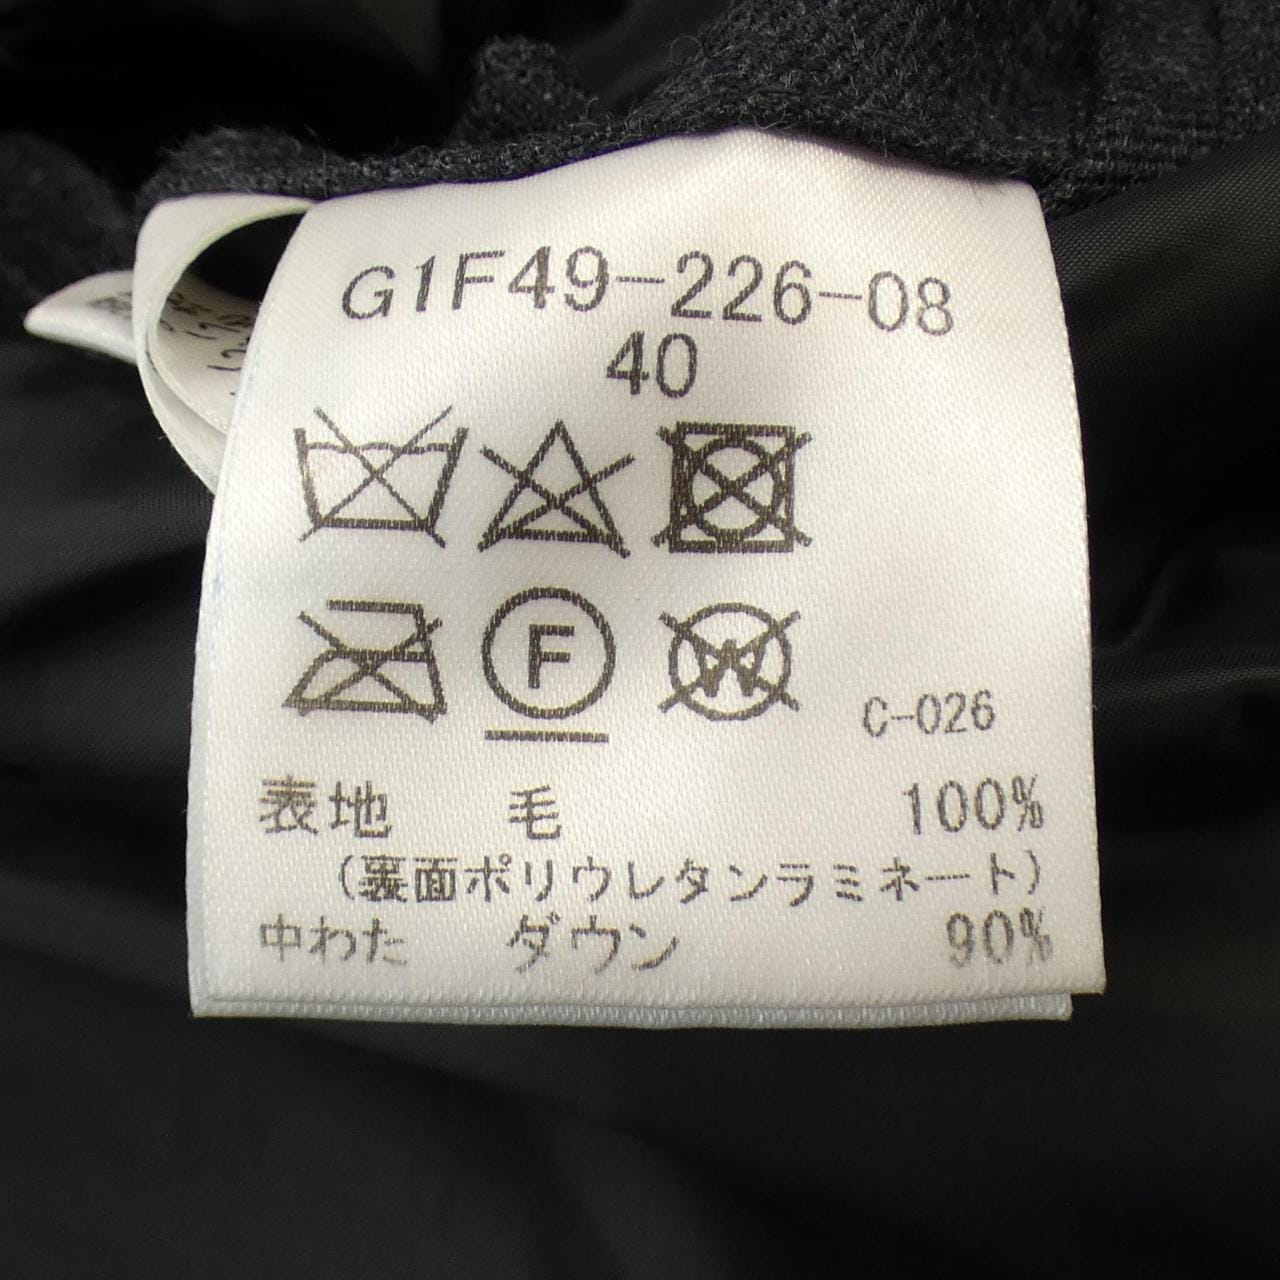 G1F49-226-08
40
F
W
C-026
表地 毛 100%
(裏面ポリウレタンラミネート)
中わた ダウン 90%